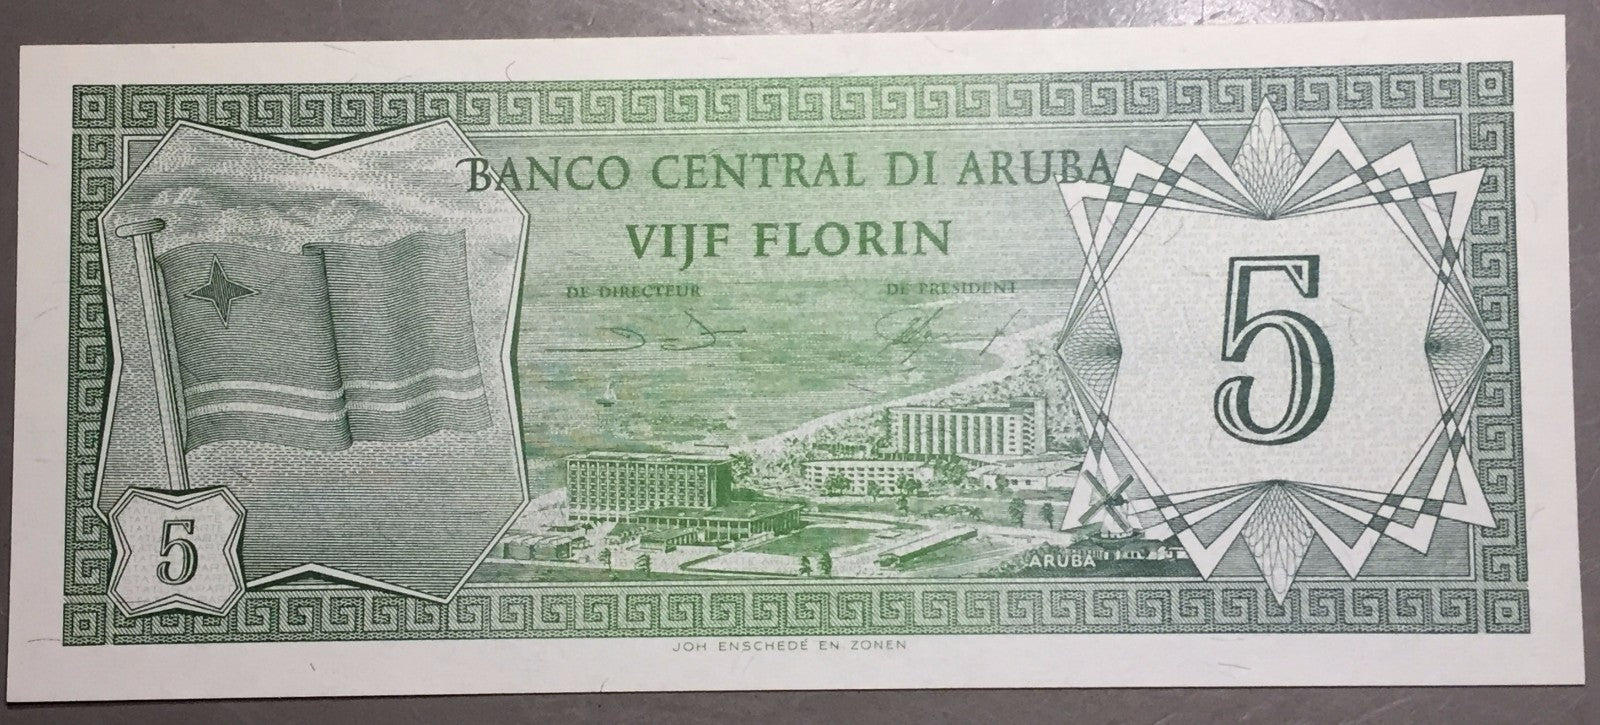 BANCO CENTRAL DI ARUBA
VIJF FLORIN
DE DIRECTEUR DE PRESIDENT
5
5
ARUBA
JOH ENSCHEDÉ EN ZONEN